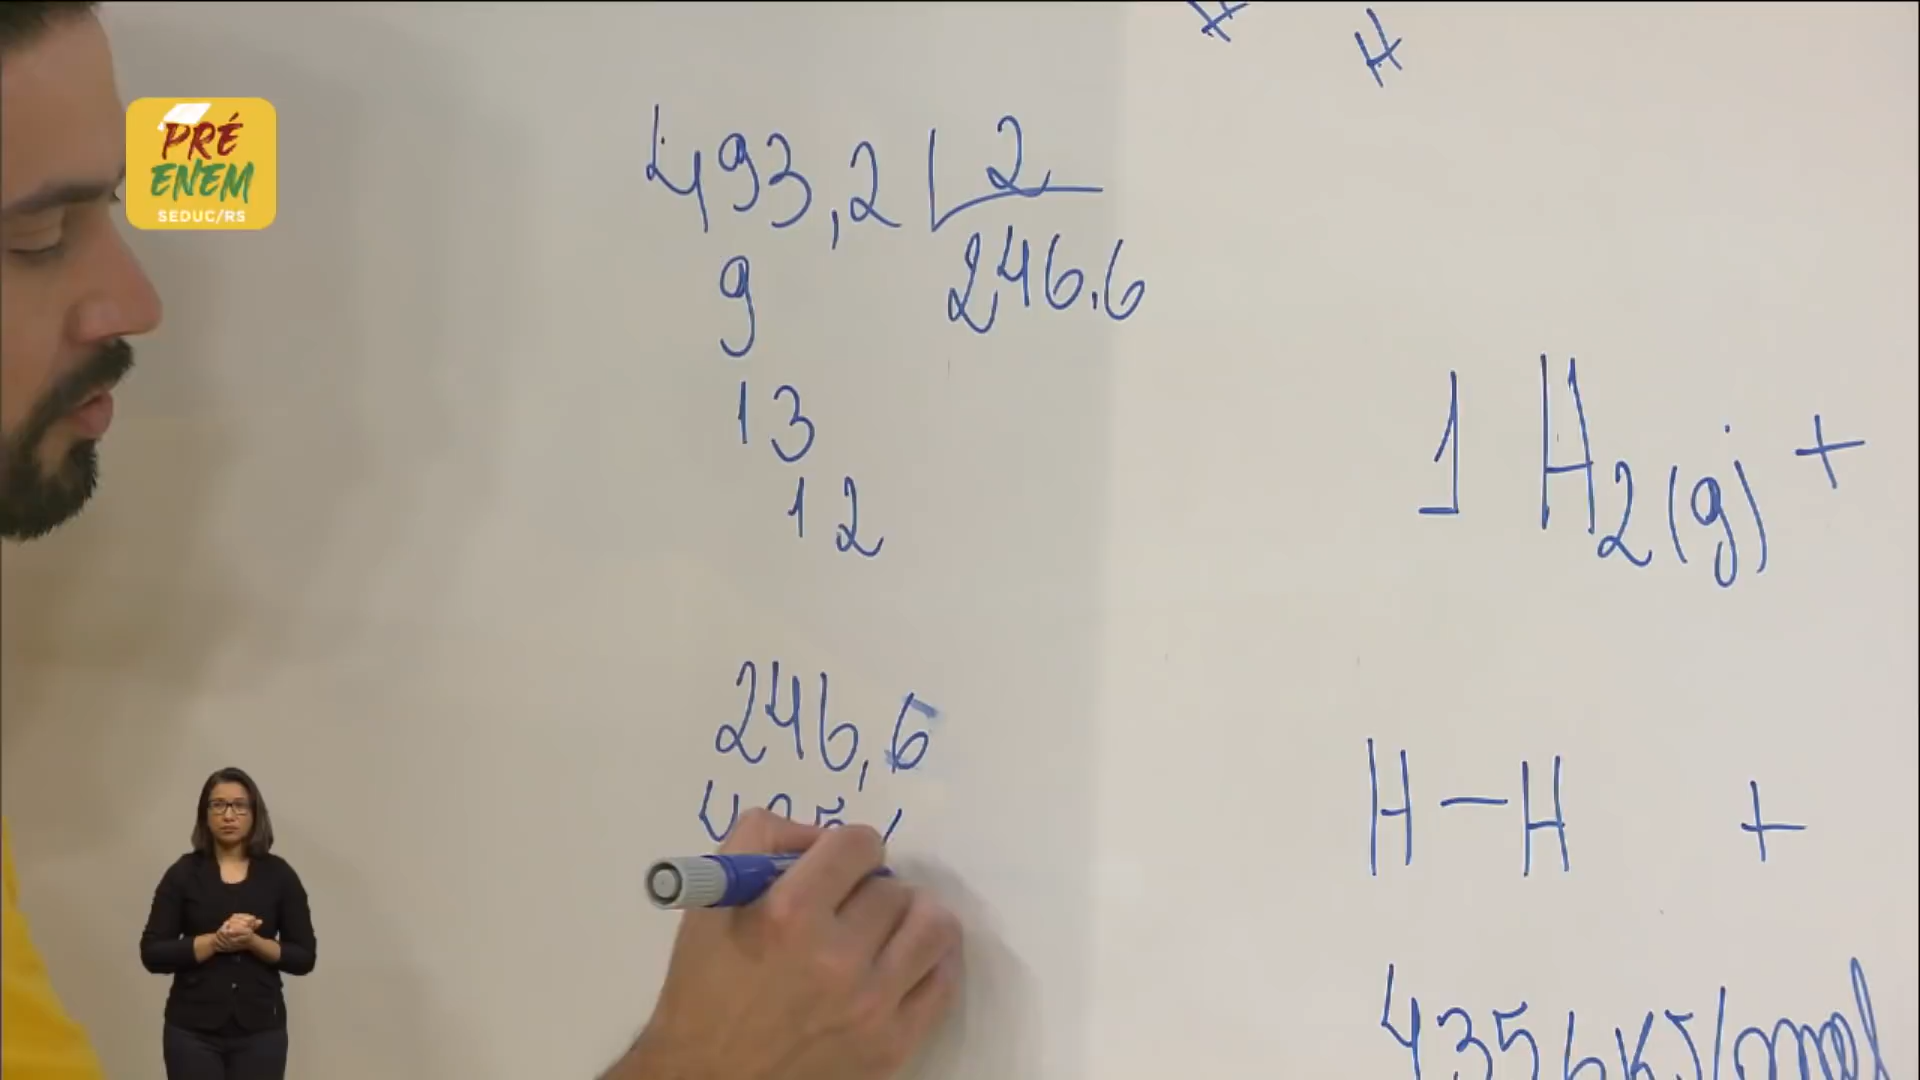 PRÉ
ENEM
SEDUC/RS
H H
493,2 2
9 246.6
13
12
246,6
1 H2(g) +
H—H +
435,6 KJ/mol